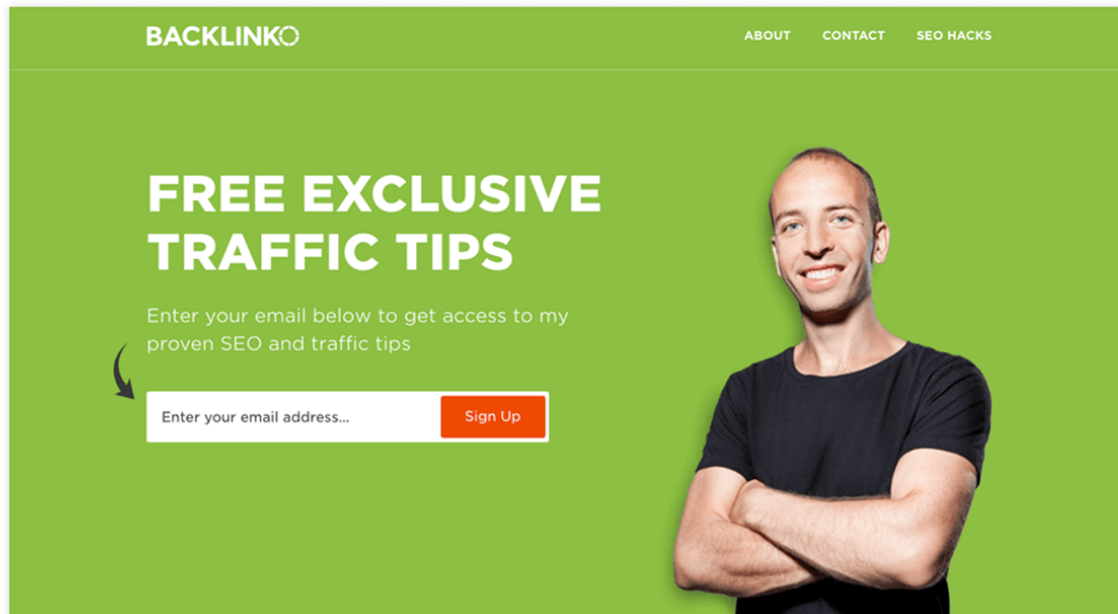 BACKLINKO
ABOUT CONTACT SEO HACKS
FREE EXCLUSIVE
TRAFFIC TIPS
Enter your email below to get access to my
proven SEO and traffic tips
Enter your email address... Sign Up